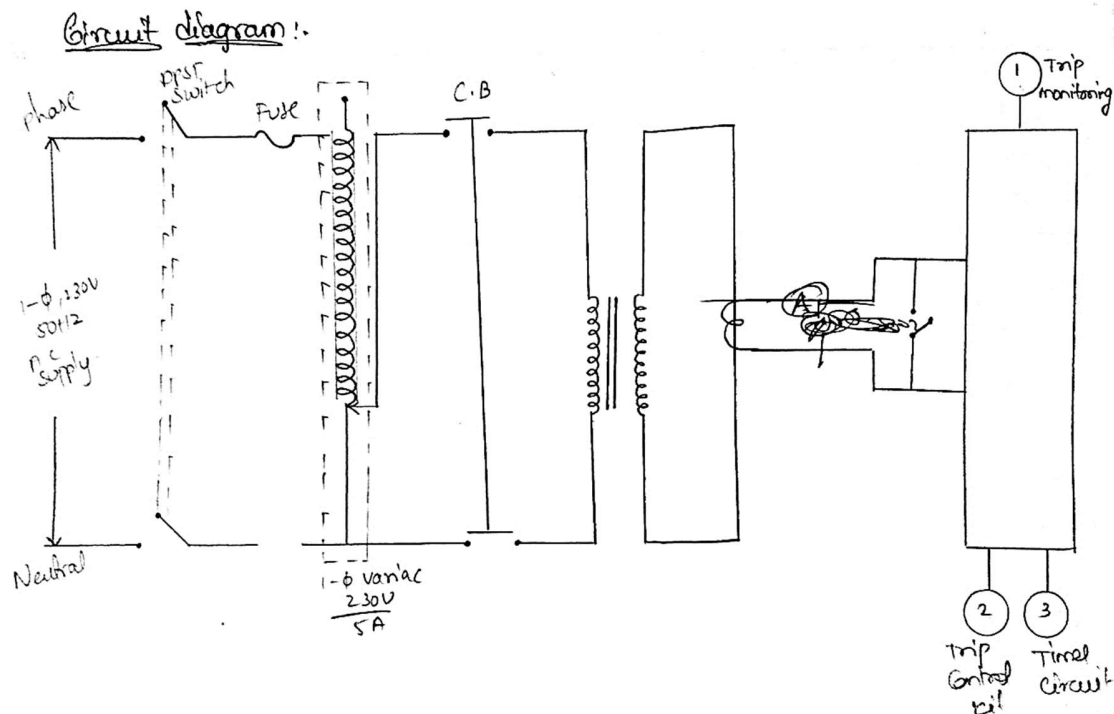 Circuit diagram:.
phase
DPST
Switch
Fuse
C.B
1
Trip
monitoring
1-ϕ, 230V
50Hz
supply
Neutral
1-ϕ variac
230V
5A
A
2
3
Trip
Control
kit
Timer
Circuit